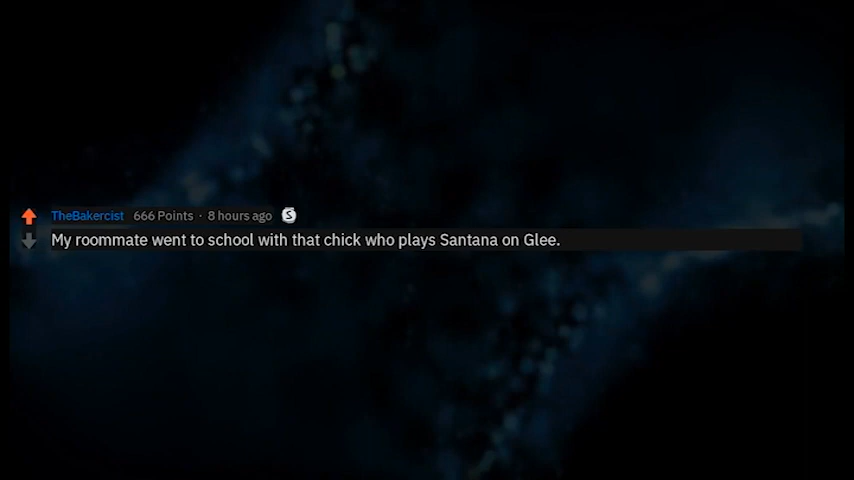 TheBakercist 666 Points · 8 hours ago S
My roommate went to school with that chick who plays Santana on Glee.